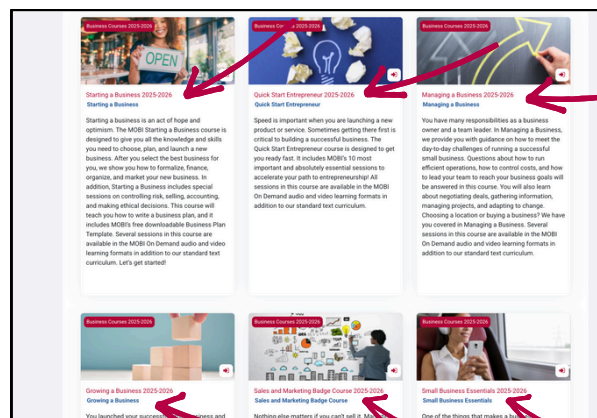 Business Courses 2025-2026
OPEN
Starting a Business 2025-2026
Starting a Business
Starting a business is an act of hope and
optimism. The MOBI Starting a Business course is
designed to give you all the knowledge and skills
you need to choose, plan, and launch a new
business. After you select the best business for
you, we show you how to formalize, finance,
organize, and market your new business. In
addition, Starting a Business includes special
sessions on controlling risk, selling, accounting,
and making ethical decisions. This course will
teach you how to write a business plan, and it
includes MOBI's free downloadable Business Plan
Template. Several sessions in this course are
available in the MOBI On Demand audio and video
learning formats in addition to our standard text
curriculum. Let's get started!
Business Courses 2025-2026
Quick Start Entrepreneur 2025-2026
Quick Start Entrepreneur
Speed is important when you are launching a new
product or service. Sometimes getting there first is
critical to building a successful business. The
Quick Start Entrepreneur course is designed to get
you ready fast. It includes MOBI's 10 most
important and absolutely essential sessions to
accelerate your path to entrepreneurship! All
sessions in this course are available in the MOBI
On Demand audio and video learning formats in
addition to our standard text curriculum.
Business Courses 2025-2026
Managing a Business 2025-2026
Managing a Business
You have many responsibilities as a business
owner and a team leader. In Managing a Business,
we provide you with guidance on how to meet the
day-to-day challenges of running a successful
small business. Questions about how to run
efficient operations, how to control costs, and how
to lead your team to reach your business goals will
be answered in this course. You will also learn
about negotiating deals, gathering information,
managing projects, and adapting to change.
Choosing a location or buying a business? We have
you covered in Managing a Business. Several
sessions in this course are available in the MOBI
On Demand audio and video learning formats in
addition to our standard text curriculum.
Business Courses 2025-2026
Growing a Business 2025-2026
Growing a Business
You launched your business and
Business Courses 2025-2026
Sales and Marketing Badge Course 2025-2026
Sales and Marketing Badge Course
Nothing else matters if you can't sell it.
Business Courses 2025-2026
Small Business Essentials 2025-2026
Small Business Essentials
One of the things that makes a